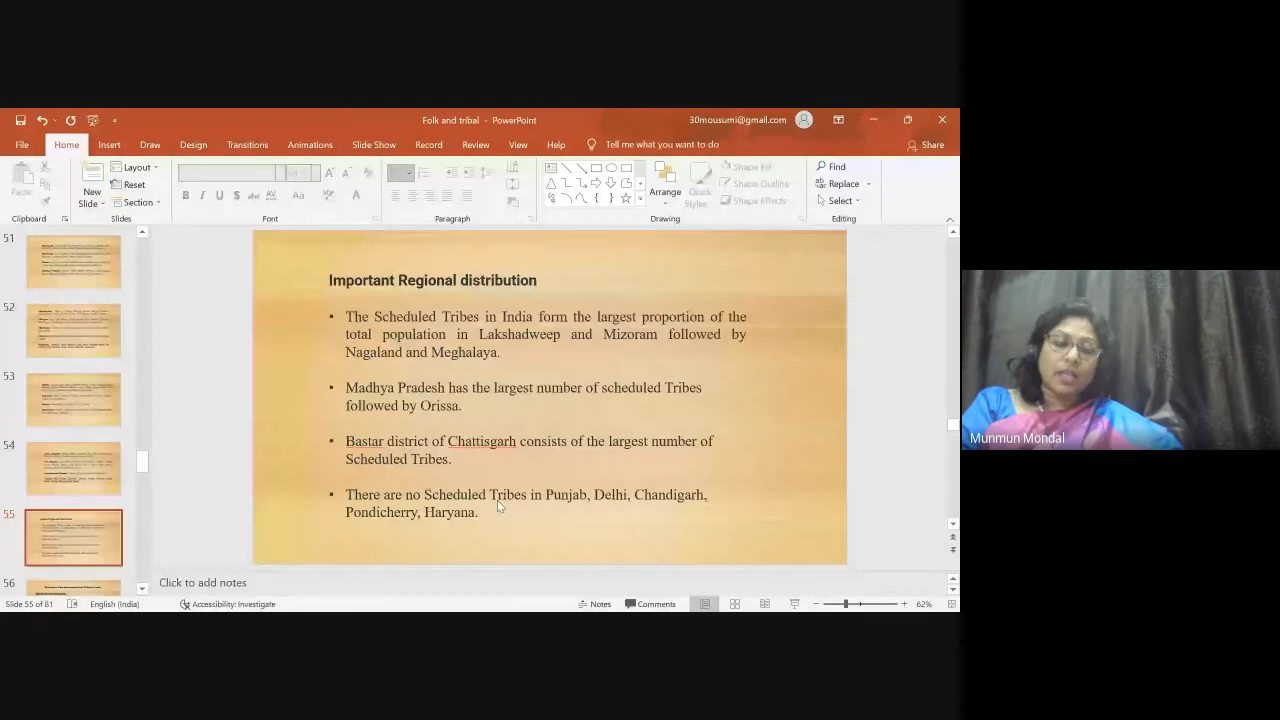 Folk and tribal - PowerPoint
30mousumi@gmail.com
File Home Insert Draw Design Transitions Animations Slide Show Record Review View Help Tell me what you want to do Share
Paste
New Slide
Layout
Reset
Section
Arrange
Quick Styles
Shape Fill
Shape Outline
Shape Effects
Find
Replace
Select
Clipboard Slides Font Paragraph Drawing Editing
51
52
53
54
55
56
Important Regional distribution
• The Scheduled Tribes in India form the largest proportion of the
total population in Lakshadweep and Mizoram followed by
Nagaland and Meghalaya.
• Madhya Pradesh has the largest number of scheduled Tribes
followed by Orissa.
• Bastar district of Chattisgarh consists of the largest number of
Scheduled Tribes.
• There are no Scheduled Tribes in Punjab, Delhi, Chandigarh,
Pondicherry, Haryana.
Click to add notes
Slide 55 of 81 English (India) Accessibility: Investigate Notes Comments 62%
Munmun Mondal